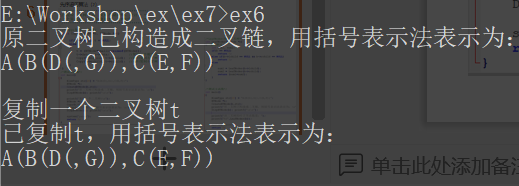 E:\Workshop\ex\ex7>ex6
原二叉树已构造成二叉链，用括号表示法表示为：
A(B(D(,G)),C(E,F))
复制一个二叉树t
已复制t，用括号表示法表示为：
A(B(D(,G)),C(E,F))
单击此处添加备注